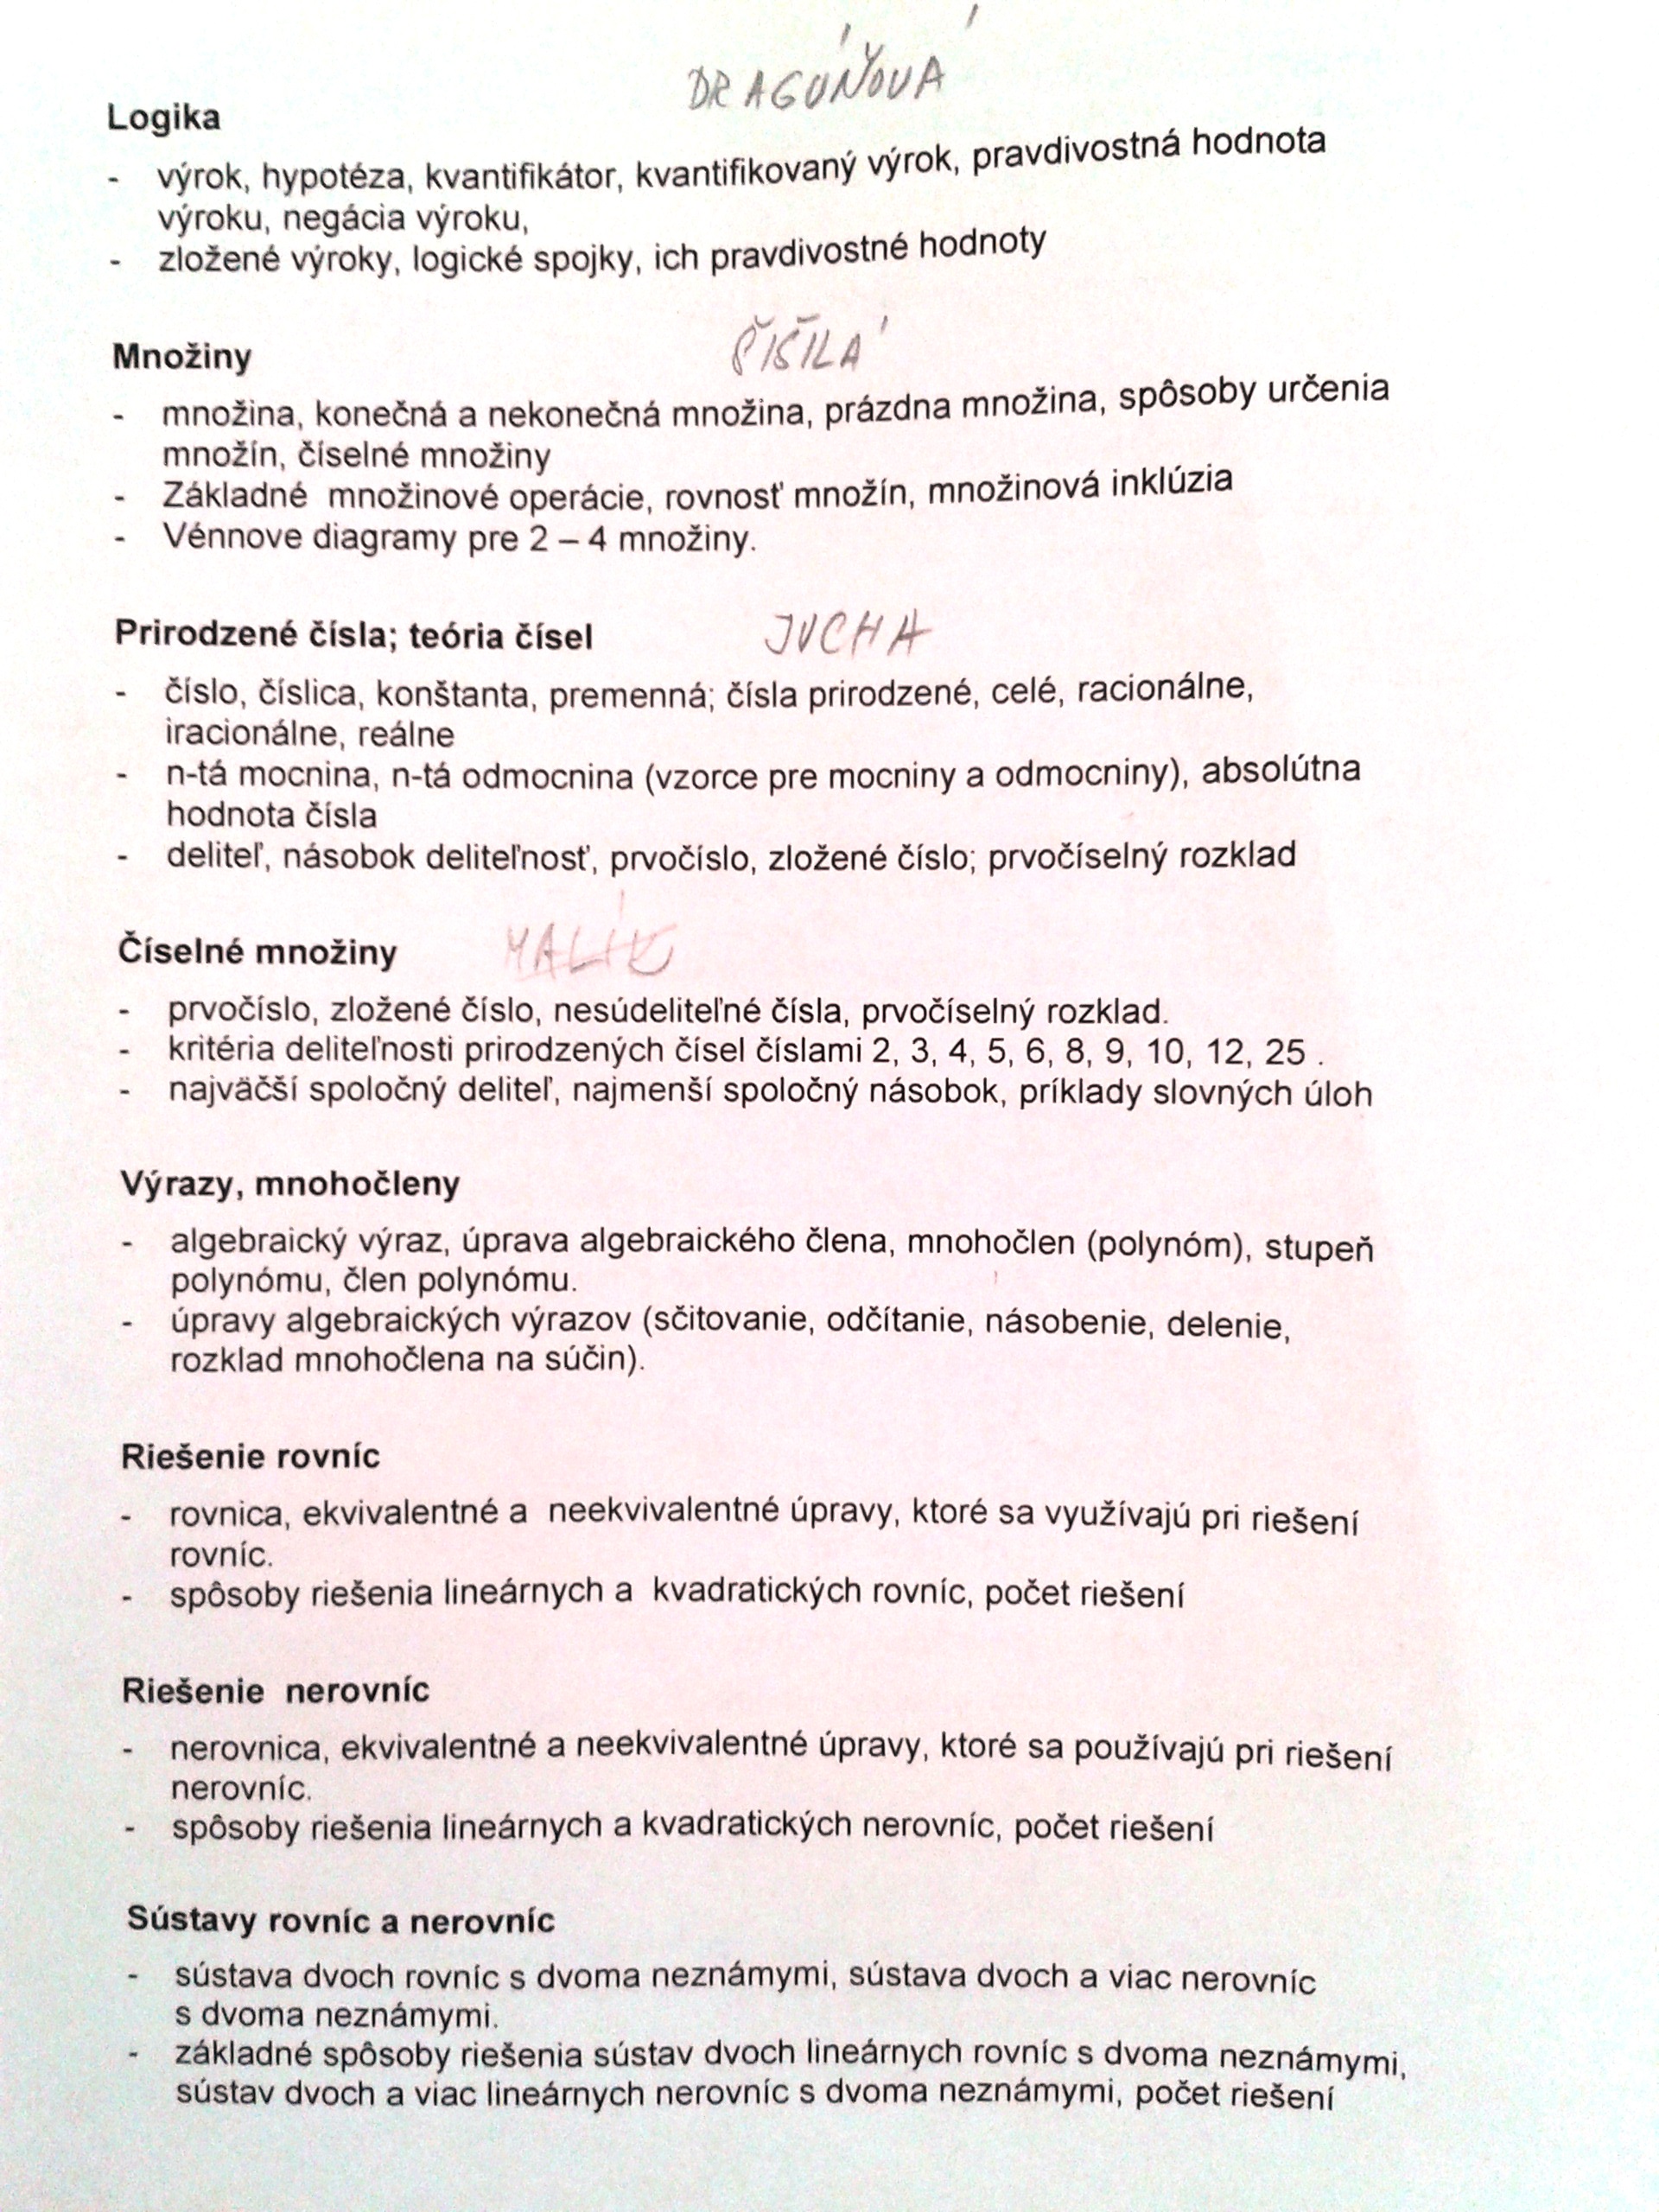 DRAGÚŇOVÁ
Logika
- výrok, hypotéza, kvantifikátor, kvantifikovaný výrok, pravdivostná hodnota
výroku, negácia výroku,
- zložené výroky, logické spojky, ich pravdivostné hodnoty
Množiny
- množina, konečná a nekonečná množina, prázdna množina, spôsoby určenia
množín, číselné množiny
- Základné množinové operácie, rovnosť množín, množinová inklúzia
- Vénnove diagramy pre 2 – 4 množiny.
Prirodzené čísla; teória čísel JUCHA
- číslo, číslica, konštanta, premenná; čísla prirodzené, celé, racionálne,
iracionálne, reálne
- n-tá mocnina, n-tá odmocnina (vzorce pre mocniny a odmocniny), absolútna
hodnota čísla
- deliteľ, násobok deliteľnosť, prvočíslo, zložené číslo; prvočíselný rozklad
Číselné množiny MALÍK
- prvočíslo, zložené číslo, nesúdeliteľné čísla, prvočíselný rozklad.
- kritéria deliteľnosti prirodzených čísel číslami 2, 3, 4, 5, 6, 8, 9, 10, 12, 25 .
- najväčší spoločný deliteľ, najmenší spoločný násobok, príklady slovných úloh
Výrazy, mnohočleny
- algebraický výraz, úprava algebraického člena, mnohočlen (polynóm), stupeň
polynómu, člen polynómu.
- úpravy algebraických výrazov (sčitovanie, odčítanie, násobenie, delenie,
rozklad mnohočlena na súčin).
Riešenie rovníc
- rovnica, ekvivalentné a neekvivalentné úpravy, ktoré sa využívajú pri riešení
rovníc.
- spôsoby riešenia lineárnych a kvadratických rovníc, počet riešení
Riešenie nerovníc
- nerovnica, ekvivalentné a neekvivalentné úpravy, ktoré sa používajú pri riešení
nerovníc.
- spôsoby riešenia lineárnych a kvadratických nerovníc, počet riešení
Sústavy rovníc a nerovníc
- sústava dvoch rovníc s dvoma neznámymi, sústava dvoch a viac nerovníc
s dvoma neznámymi.
- základné spôsoby riešenia sústav dvoch lineárnych rovníc s dvoma neznámymi,
sústav dvoch a viac lineárnych nerovníc s dvoma neznámymi, počet riešení